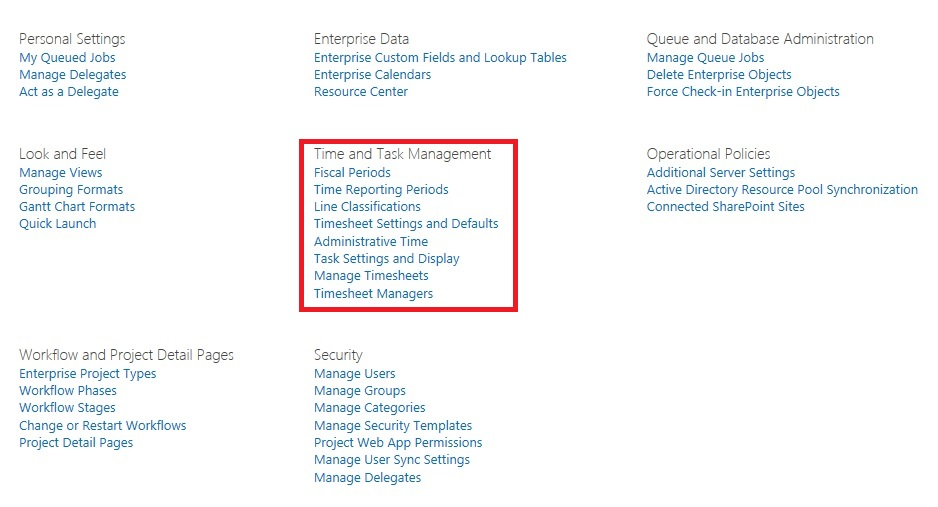 Personal Settings
My Queued Jobs
Manage Delegates
Act as a Delegate
Enterprise Data
Enterprise Custom Fields and Lookup Tables
Enterprise Calendars
Resource Center
Queue and Database Administration
Manage Queue Jobs
Delete Enterprise Objects
Force Check-in Enterprise Objects
Look and Feel
Manage Views
Grouping Formats
Gantt Chart Formats
Quick Launch
Time and Task Management
Fiscal Periods
Time Reporting Periods
Line Classifications
Timesheet Settings and Defaults
Administrative Time
Task Settings and Display
Manage Timesheets
Timesheet Managers
Operational Policies
Additional Server Settings
Active Directory Resource Pool Synchronization
Connected SharePoint Sites
Workflow and Project Detail Pages
Enterprise Project Types
Workflow Phases
Workflow Stages
Change or Restart Workflows
Project Detail Pages
Security
Manage Users
Manage Groups
Manage Categories
Manage Security Templates
Project Web App Permissions
Manage User Sync Settings
Manage Delegates